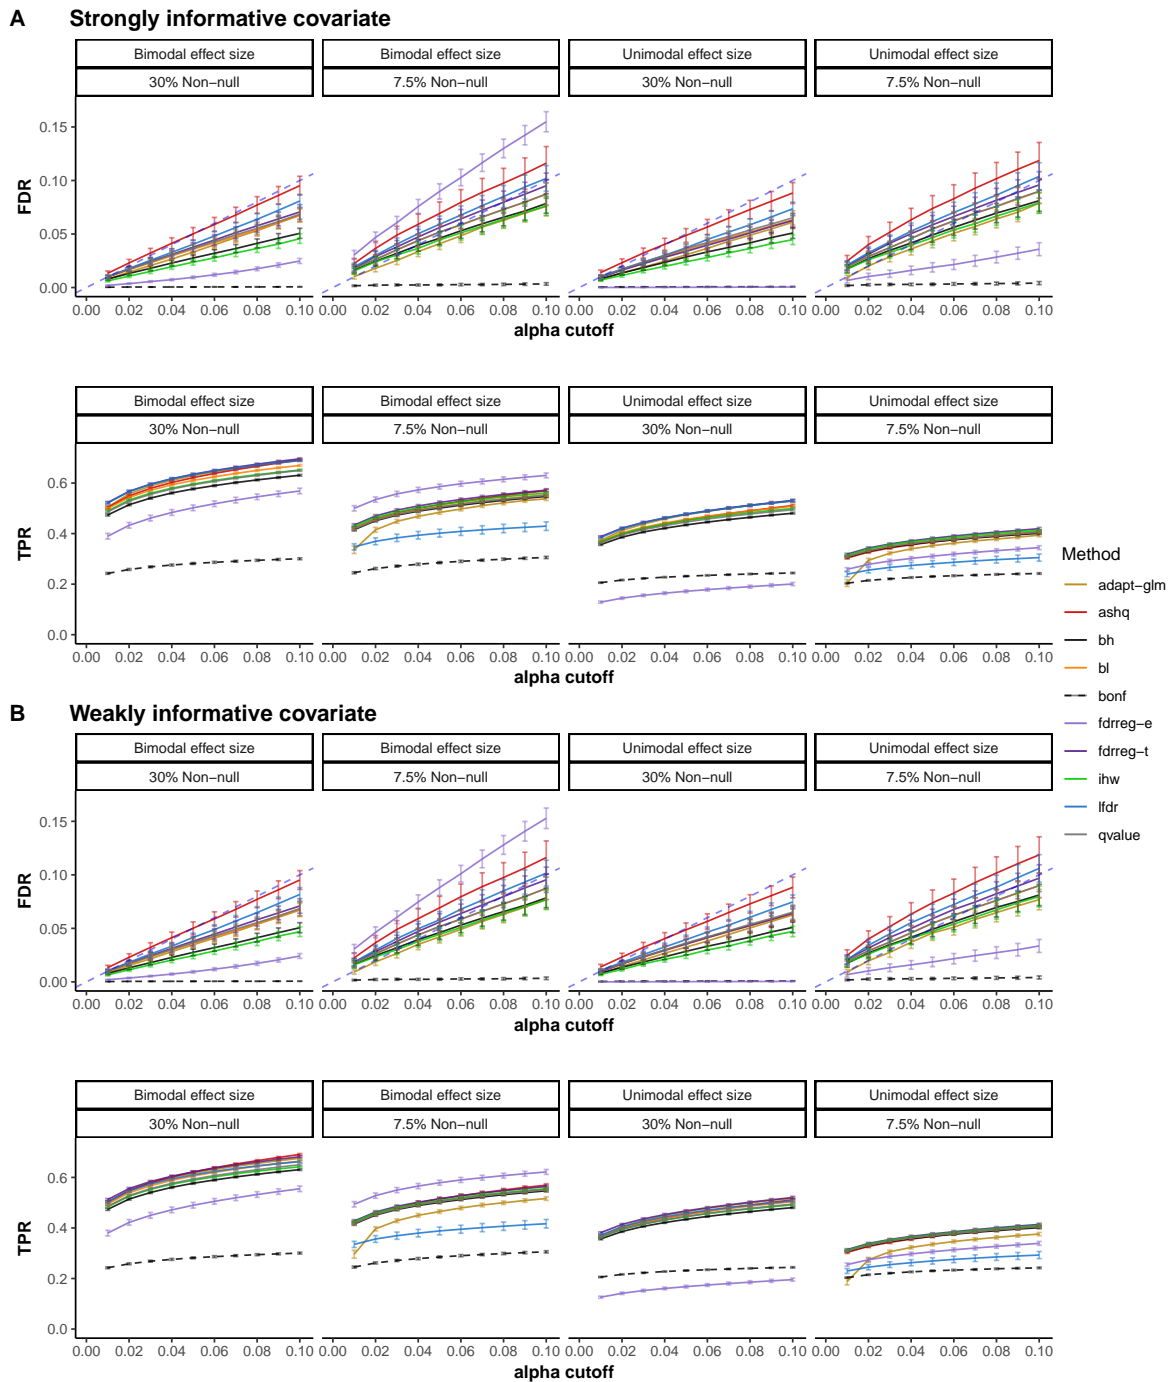 A Strongly informative covariate
Bimodal effect size Bimodal effect size Unimodal effect size Unimodal effect size
30% Non−null 7.5% Non−null 30% Non−null 7.5% Non−null
FDR
0.15
0.10
0.05
0.00
0.00 0.02 0.04 0.06 0.08 0.10 0.00 0.02 0.04 0.06 0.08 0.10 0.00 0.02 0.04 0.06 0.08 0.10 0.00 0.02 0.04 0.06 0.08 0.10
alpha cutoff
Bimodal effect size Bimodal effect size Unimodal effect size Unimodal effect size
30% Non−null 7.5% Non−null 30% Non−null 7.5% Non−null
TPR
0.6
0.4
0.2
0.0
0.00 0.02 0.04 0.06 0.08 0.10 0.00 0.02 0.04 0.06 0.08 0.10 0.00 0.02 0.04 0.06 0.08 0.10 0.00 0.02 0.04 0.06 0.08 0.10
alpha cutoff
Method
adapt−glm
ashq
bh
bl
bonf
fdrreg−e
fdrreg−t
ihw
lfdr
qvalue
B Weakly informative covariate
Bimodal effect size Bimodal effect size Unimodal effect size Unimodal effect size
30% Non−null 7.5% Non−null 30% Non−null 7.5% Non−null
FDR
0.15
0.10
0.05
0.00
0.00 0.02 0.04 0.06 0.08 0.10 0.00 0.02 0.04 0.06 0.08 0.10 0.00 0.02 0.04 0.06 0.08 0.10 0.00 0.02 0.04 0.06 0.08 0.10
alpha cutoff
Bimodal effect size Bimodal effect size Unimodal effect size Unimodal effect size
30% Non−null 7.5% Non−null 30% Non−null 7.5% Non−null
TPR
0.6
0.4
0.2
0.0
0.00 0.02 0.04 0.06 0.08 0.10 0.00 0.02 0.04 0.06 0.08 0.10 0.00 0.02 0.04 0.06 0.08 0.10 0.00 0.02 0.04 0.06 0.08 0.10
alpha cutoff